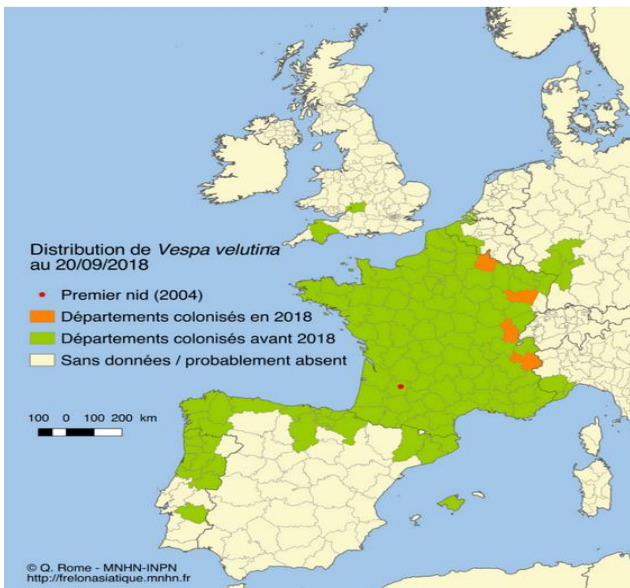 Distribution de Vespa velutina
au 20/09/2018
Premier nid (2004)
Départements colonisés en 2018
Départements colonisés avant 2018
Sans données / probablement absent
100 0 100 200 km
© Q. Rome - MNHN-INPN
http://frelonasiatique.mnhn.fr